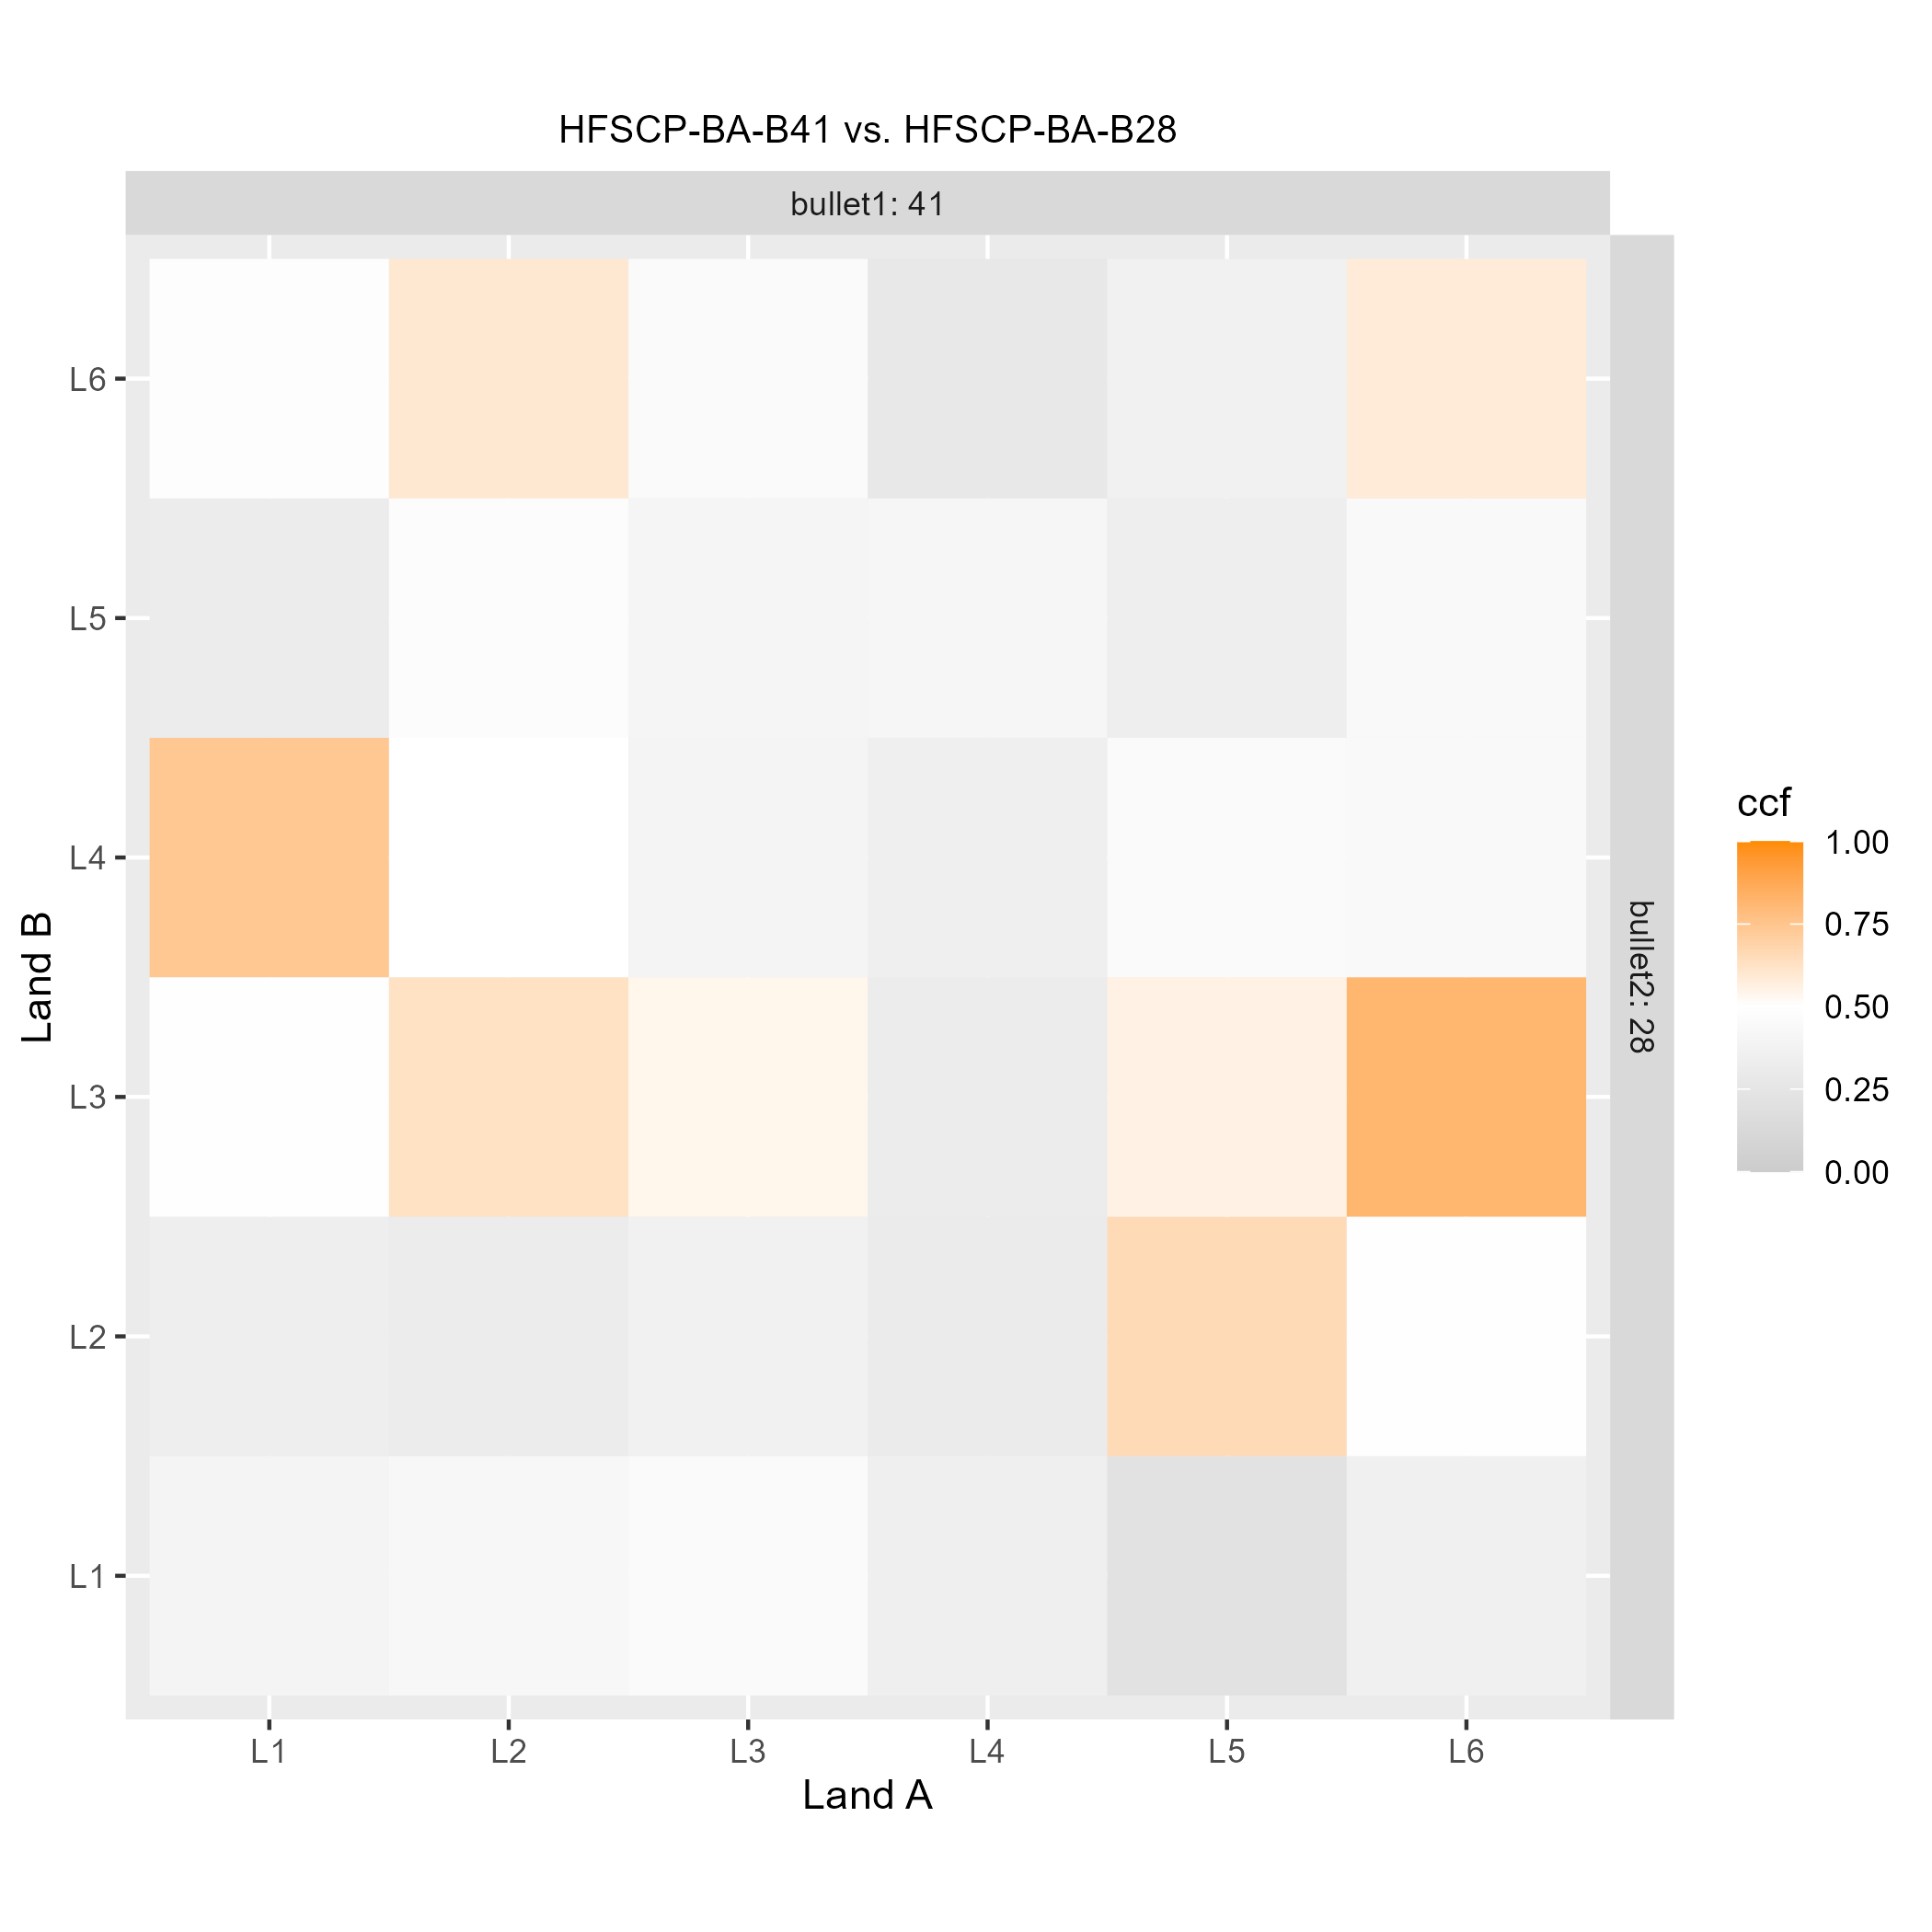 HFSCP-BA-B41 vs. HFSCP-BA-B28
bullet1: 41
L6
L5
L4
L3
L2
L1
Land B
bullet2: 28
L1 L2 L3 L4 L5 L6
Land A
ccf
1.00
0.75
0.50
0.25
0.00